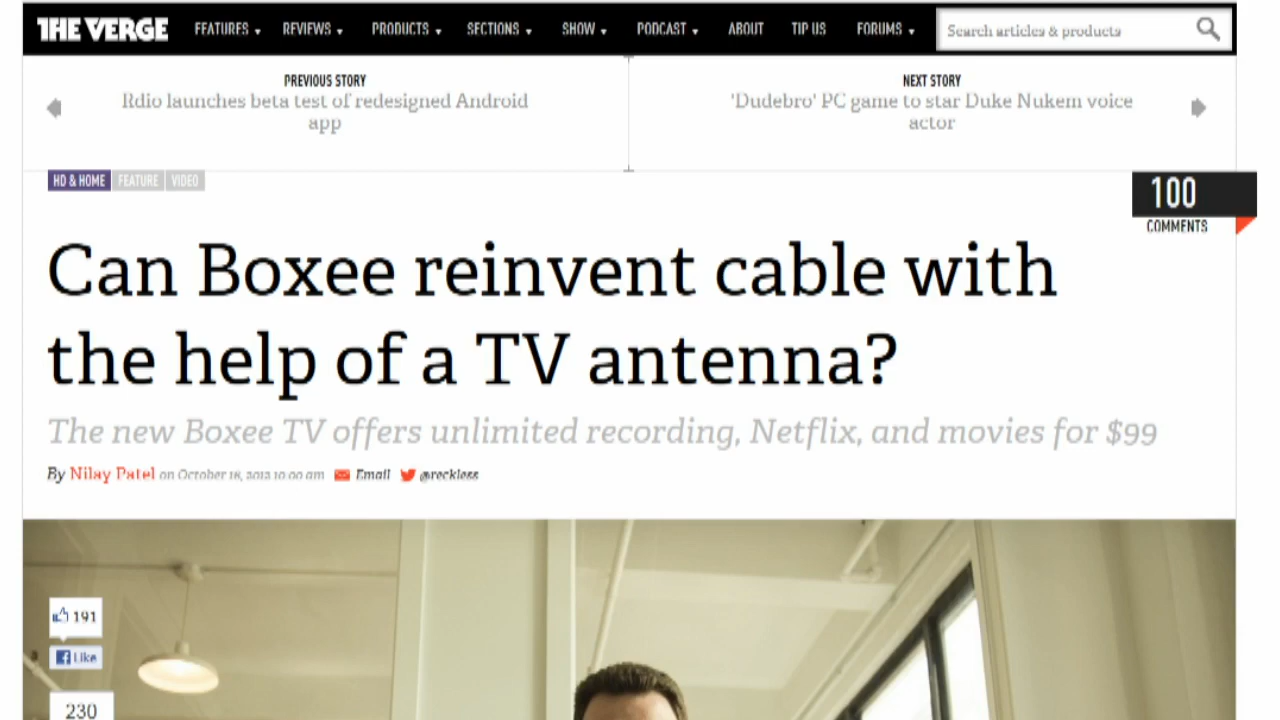 THE VERGE FEATURES REVIEWS PRODUCTS SECTIONS SHOW PODCAST ABOUT TIP US FORUMS Search articles & products
PREVIOUS STORY
Rdio launches beta test of redesigned Android
app
NEXT STORY
'Dudebro' PC game to star Duke Nukem voice
actor
HD & HOME FEATURE VIDEO
100
COMMENTS
Can Boxee reinvent cable with
the help of a TV antenna?
The new Boxee TV offers unlimited recording, Netflix, and movies for $99
By Nilay Patel on October 16, 2012 10:00 am Email @reckless
191
Like
230